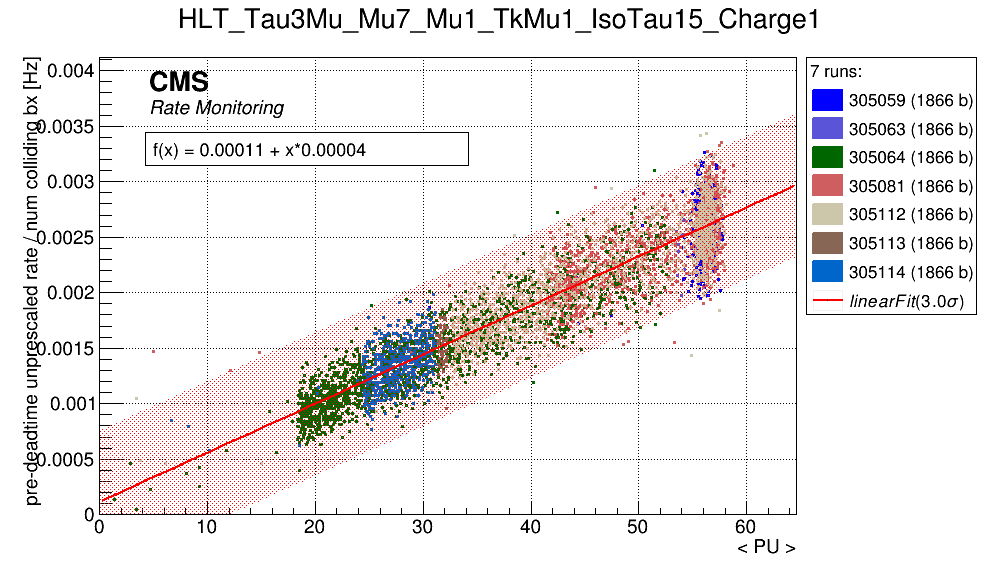 HLT_Tau3Mu_Mu7_Mu1_TkMu1_IsoTau15_Charge1
pre-deadtime unprescaled rate / num colliding bx [Hz]
0.004
0.0035
0.003
0.0025
0.002
0.0015
0.001
0.0005
0
CMS
Rate Monitoring
f(x) = 0.00011 + x*0.00004
0 10 20 30 40 50 60
< PU >
7 runs:
305059 (1866 b)
305063 (1866 b)
305064 (1866 b)
305081 (1866 b)
305112 (1866 b)
305113 (1866 b)
305114 (1866 b)
linearFit(3.0σ)